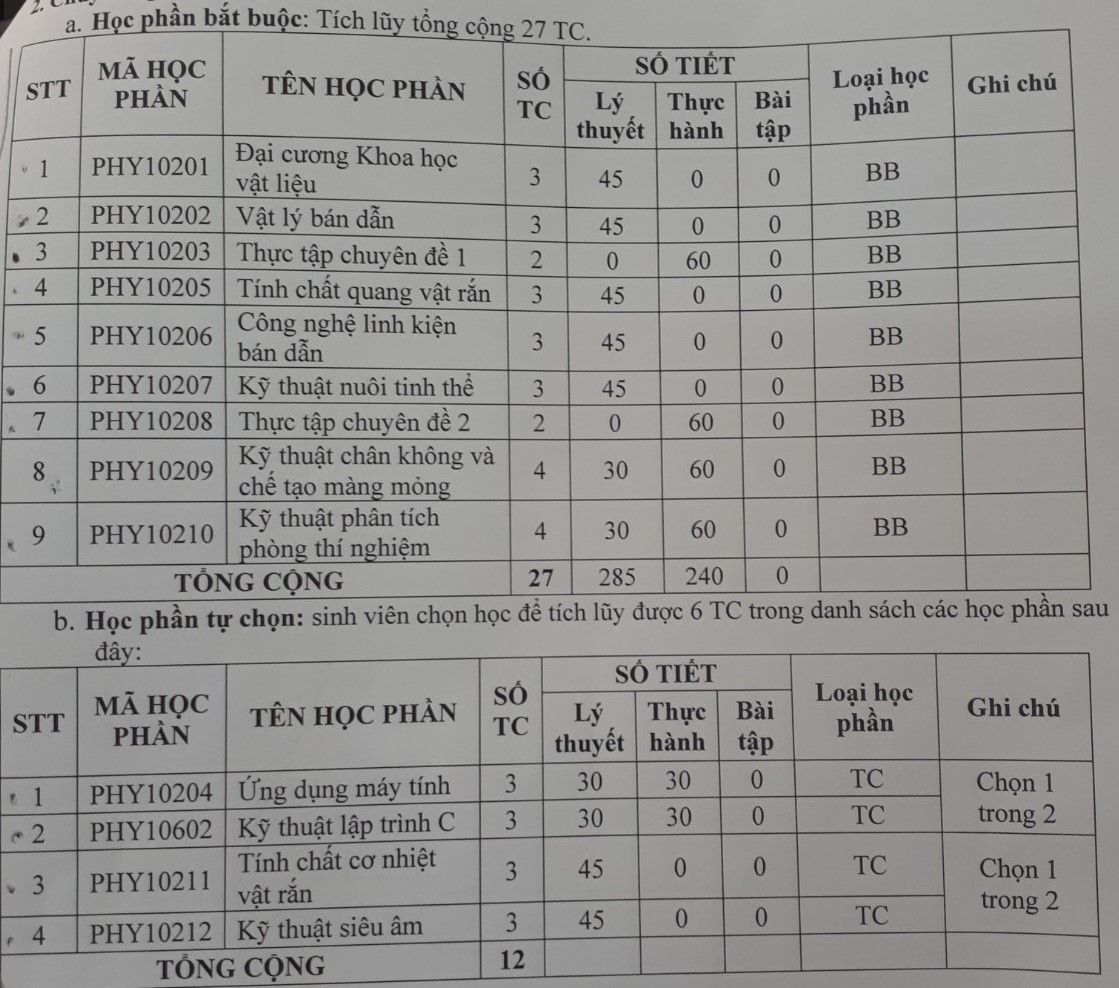 a. Học phần bắt buộc: Tích lũy tổng cộng 27 TC.
STT MÃ HỌC PHẦN TÊN HỌC PHẦN SỐ TC SỐ TIẾT Loại học phần Ghi chú
Lý thuyết Thực hành Bài tập
1 PHY10201 Đại cương Khoa học vật liệu 3 45 0 0 BB
2 PHY10202 Vật lý bán dẫn 3 45 0 0 BB
3 PHY10203 Thực tập chuyên đề 1 2 0 60 0 BB
4 PHY10205 Tính chất quang vật rắn 3 45 0 0 BB
5 PHY10206 Công nghệ linh kiện bán dẫn 3 45 0 0 BB
6 PHY10207 Kỹ thuật nuôi tinh thể 3 45 0 0 BB
7 PHY10208 Thực tập chuyên đề 2 2 0 60 0 BB
8 PHY10209 Kỹ thuật chân không và chế tạo màng mỏng 4 30 60 0 BB
9 PHY10210 Kỹ thuật phân tích phòng thí nghiệm 4 30 60 0 BB
TỔNG CỘNG 27 285 240 0
b. Học phần tự chọn: sinh viên chọn học để tích lũy được 6 TC trong danh sách các học phần sau
đây:
STT MÃ HỌC PHẦN TÊN HỌC PHẦN SỐ TC SỐ TIẾT Loại học phần Ghi chú
Lý thuyết Thực hành Bài tập
1 PHY10204 Ứng dụng máy tính 3 30 30 0 TC Chọn 1 trong 2
2 PHY10602 Kỹ thuật lập trình C 3 30 30 0 TC
3 PHY10211 Tính chất cơ nhiệt vật rắn 3 45 0 0 TC Chọn 1 trong 2
4 PHY10212 Kỹ thuật siêu âm 3 45 0 0 TC
TỔNG CỘNG 12